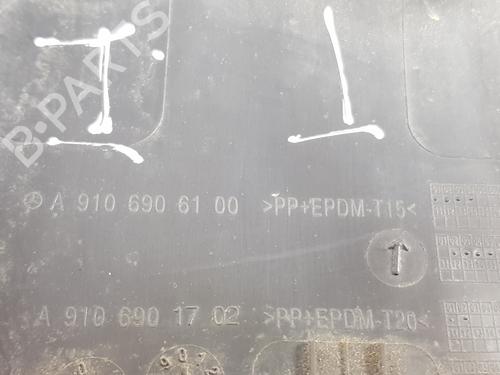 B-PARTS
I I
A 910 690 61 00 >PP+EPDM-T15<
A 910 690 17 02 >PP+EPDM-T20<